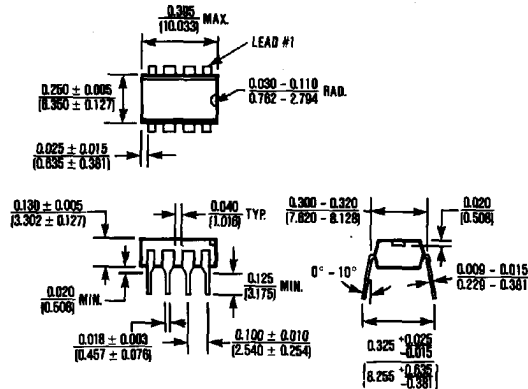 0.395
(10.033) MAX.
LEAD #1
0.250 ± 0.005
(6.350 ± 0.127)
0.030 – 0.110
0.762 – 2.794 RAD.
0.025 ± 0.015
(0.635 ± 0.381)
0.130 ± 0.005
(3.302 ± 0.127)
0.040
(1.016) TYP.
0.300 – 0.320
(7.620 – 8.128)
0.020
(0.508)
0.020
(0.508) MIN.
0.125
(3.175) MIN.
0° – 10°
0.009 – 0.015
0.229 – 0.381
0.018 ± 0.003
(0.457 ± 0.076)
0.100 ± 0.010
(2.540 ± 0.254)
0.325 +0.025
–0.015
(8.255 +0.635
–0.381)